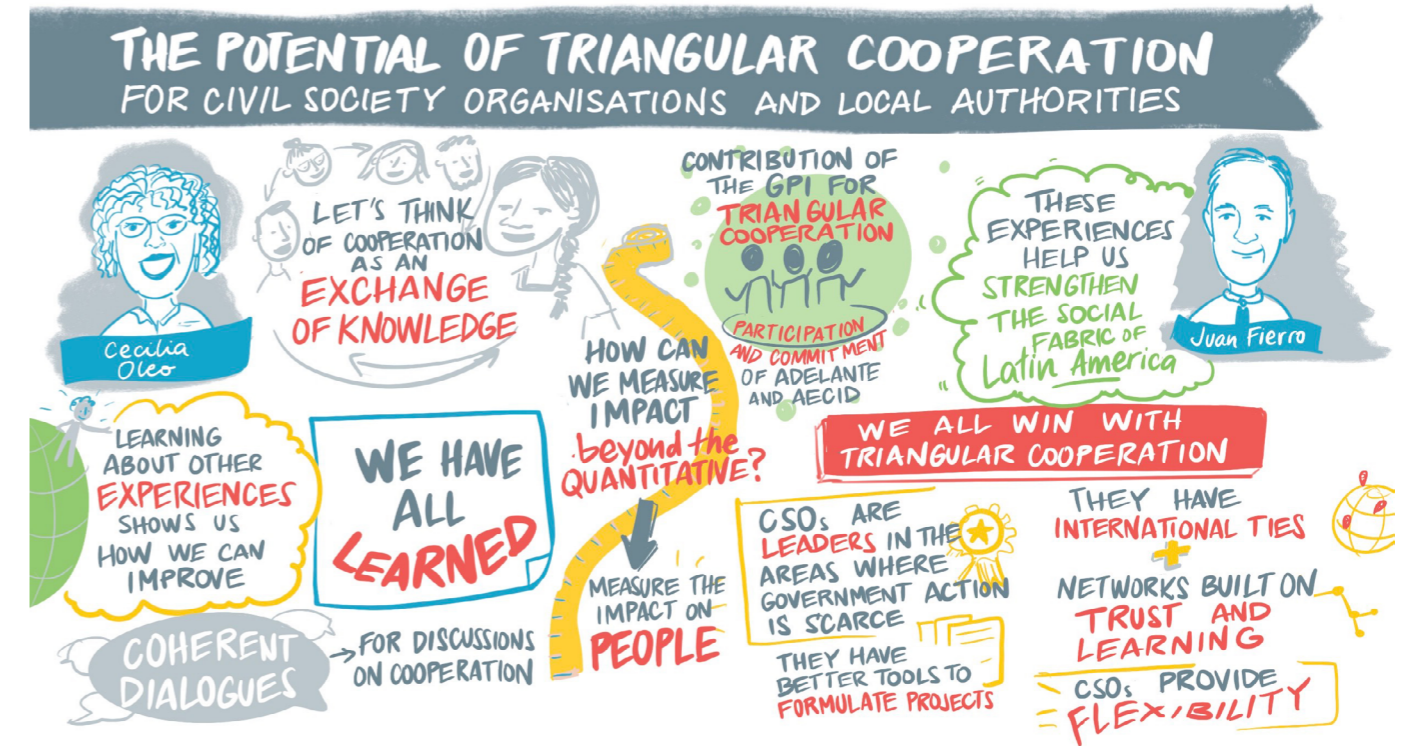 THE POTENTIAL OF TRIANGULAR COOPERATION
FOR CIVIL SOCIETY ORGANISATIONS AND LOCAL AUTHORITIES
Cecilia
Oleo
LET'S THINK
OF COOPERATION
AS AN
EXCHANGE
OF KNOWLEDGE
LEARNING
ABOUT OTHER
EXPERIENCES
SHOWS US
HOW WE CAN
IMPROVE
WE HAVE
ALL
LEARNED
COHERENT
DIALOGUES
FOR DISCUSSIONS
ON COOPERATION
HOW CAN
WE MEASURE
IMPACT
beyond the
QUANTITATIVE?
MEASURE THE
IMPACT ON
PEOPLE
CONTRIBUTION OF
THE GPI FOR
TRIANGULAR
COOPERATION
PARTICIPATION
AND COMMITMENT
OF ADELANTE
AND AECID
THESE
EXPERIENCES
HELP US
STRENGTHEN
THE SOCIAL
FABRIC OF
Latin America
Juan Fierro
WE ALL WIN WITH
TRIANGULAR COOPERATION
CSOs ARE
LEADERS IN THE
AREAS WHERE
GOVERNMENT ACTION
IS SCARCE
THEY HAVE
BETTER TOOLS TO
FORMULATE PROJECTS
THEY HAVE
INTERNATIONAL TIES
+
NETWORKS BUILT ON
TRUST AND
LEARNING
CSOs PROVIDE
FLEXIBILITY